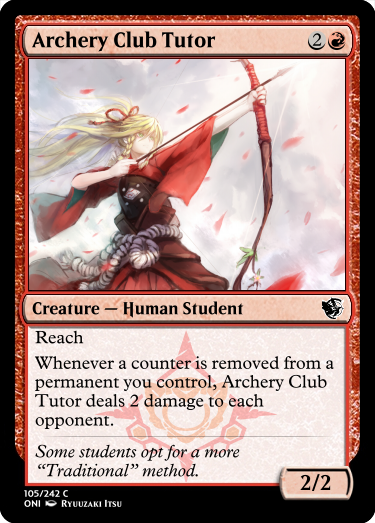 Archery Club Tutor 2
Creature — Human Student
Reach
Whenever a counter is removed from a
permanent you control, Archery Club
Tutor deals 2 damage to each
opponent.
Some students opt for a more
“Traditional” method.
2/2
105/242 C
ONI Ryuuzaki Itsu